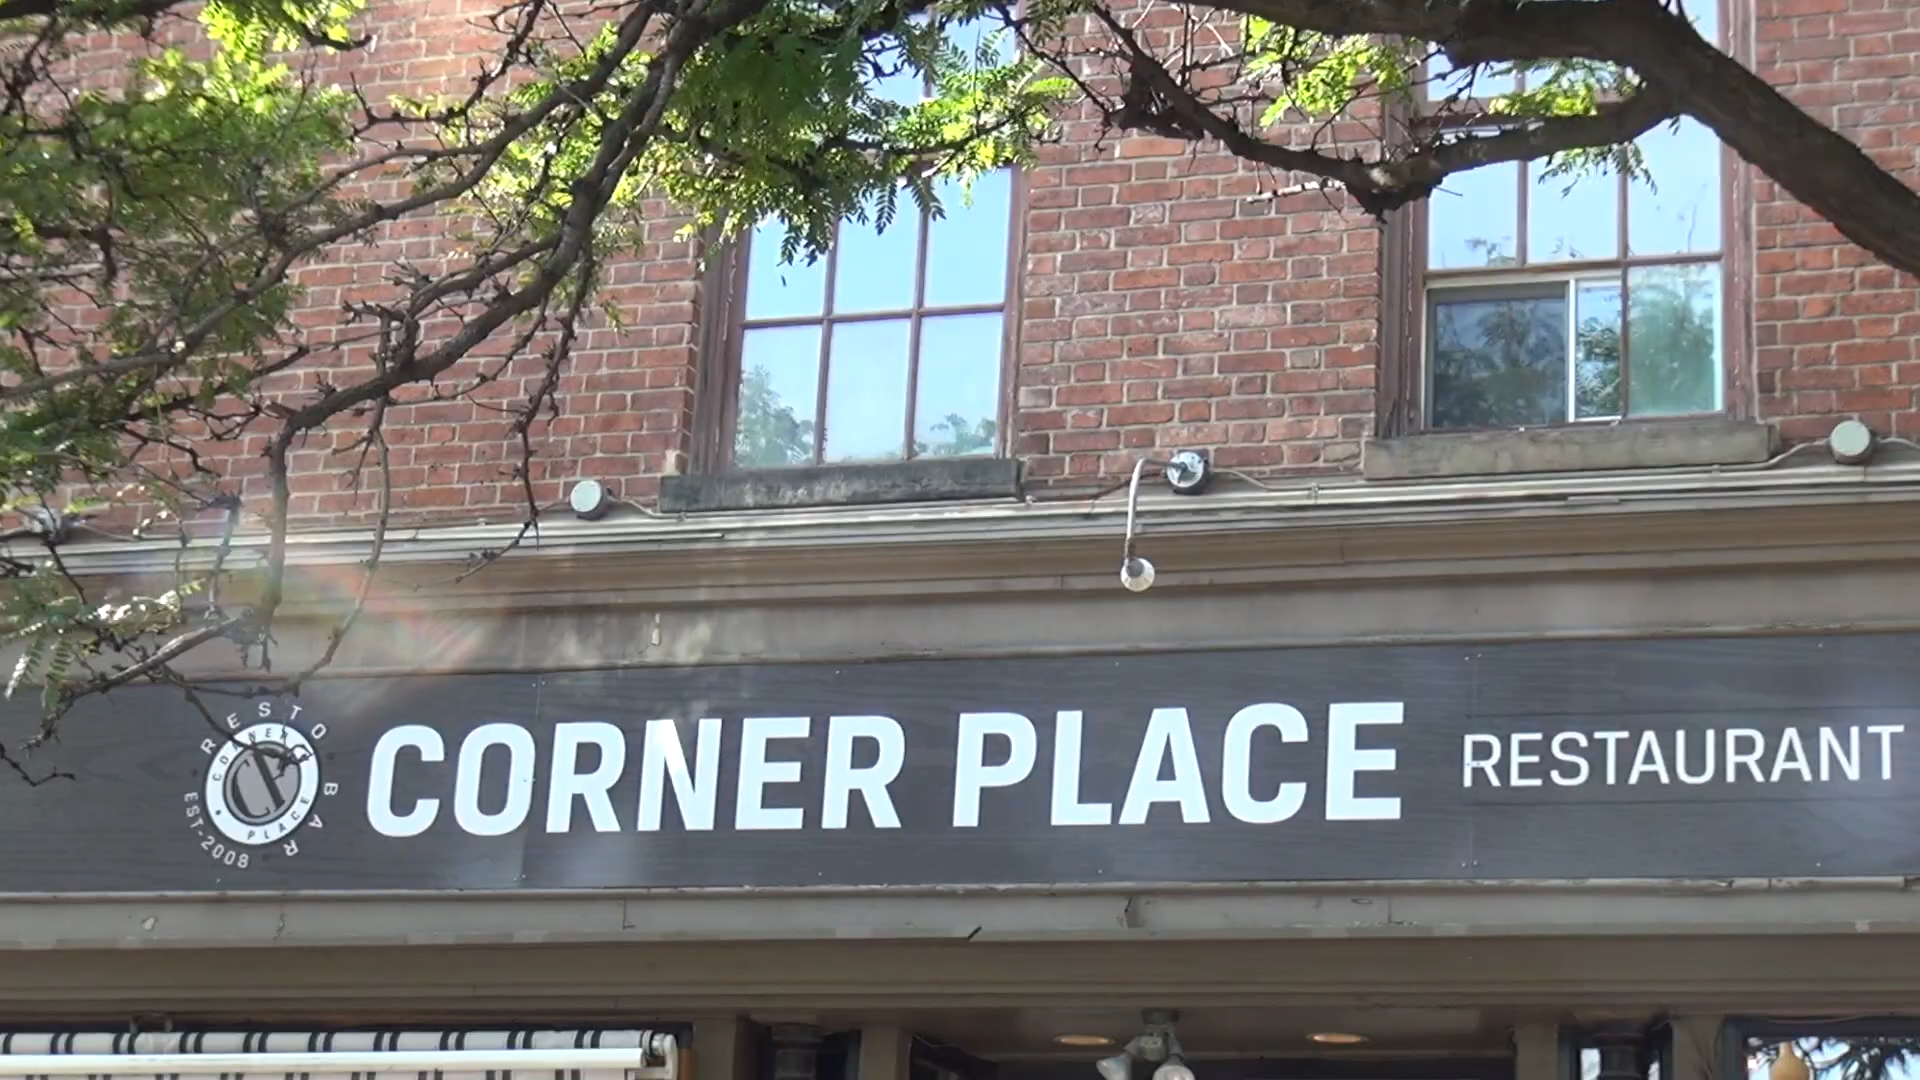 RESTO BAR
CORNER PLACE
EST-2008
CORNER PLACE RESTAURANT